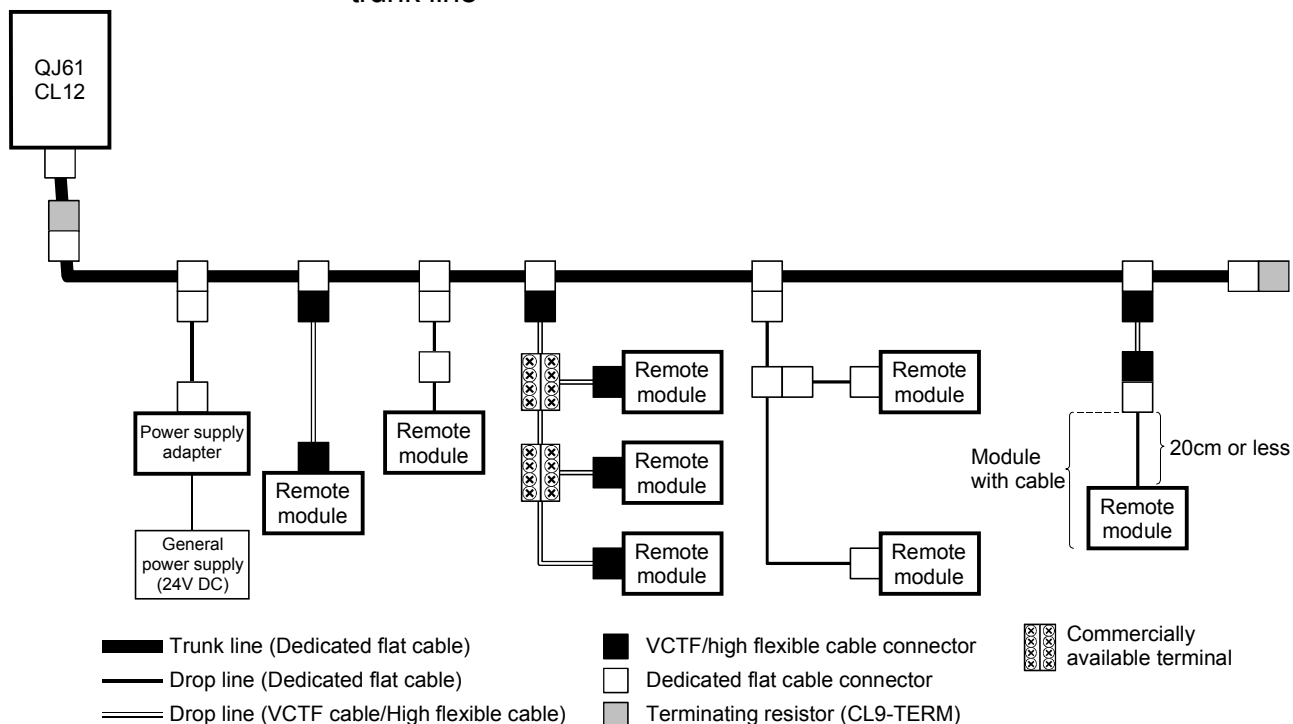 trunk line
QJ61
CL12
Power supply
adapter
General
power supply
(24V DC)
Remote
module
Remote
module
Remote
module
Remote
module
Remote
module
Remote
module
Remote
module
Module
with cable
20cm or less
Remote
module
Trunk line (Dedicated flat cable)
Drop line (Dedicated flat cable)
Drop line (VCTF cable/High flexible cable)
VCTF/high flexible cable connector
Dedicated flat cable connector
Terminating resistor (CL9-TERM)
Commercially
available terminal